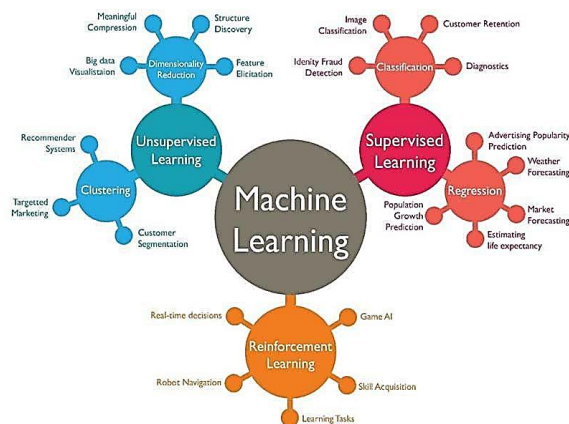 Meaningful
Compression
Structure
Discovery
Big data
Visualistaion
Dimensionality
Reduction
Feature
Elicitation
Unsupervised
Learning
Recommender
Systems
Clustering
Targetted
Marketing
Customer
Segmentation
Machine
Learning
Image
Classification
Customer Retention
Idenity Fraud
Detection
Classification
Diagnostics
Supervised
Learning
Advertising Popularity
Prediction
Weather
Forecasting
Regression
Population
Growth
Prediction
Market
Forecasting
Estimating
life expectancy
Real-time decisions
Game AI
Reinforcement
Learning
Robot Navigation
Skill Acquisition
Learning Tasks